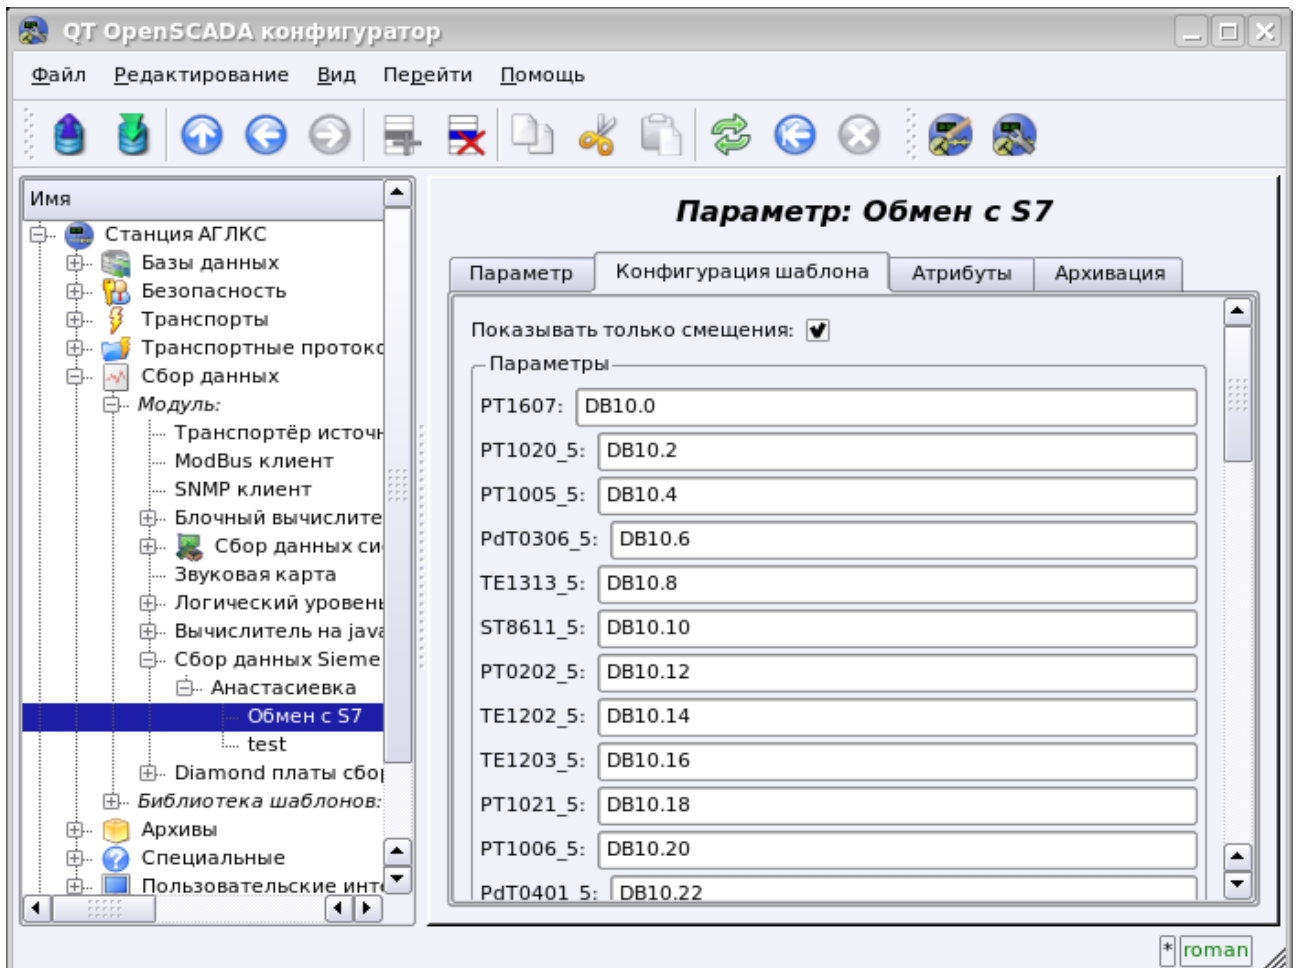 QT OpenSCADA конфигуратор
Файл Редактирование Вид Перейти Помощь
Имя
Станция АГЛКС
Базы данных
Безопасность
Транспорты
Транспортные протокс
Сбор данных
Модуль:
Транспортёр источн
ModBus клиент
SNMP клиент
Блочный вычислите
Сбор данных си
Звуковая карта
Логический уровень
Вычислитель на java
Сбор данных Sieme
Анастасиевка
Обмен с S7
test
Diamond платы сбор
Библиотека шаблонов:
Архивы
Специальные
Пользовательские инт
Параметр: Обмен с S7
Параметр Конфигурация шаблона Атрибуты Архивация
Показывать только смещения:
Параметры
PT1607: DB10.0
PT1020_5: DB10.2
PT1005_5: DB10.4
PdT0306_5: DB10.6
TE1313_5: DB10.8
ST8611_5: DB10.10
PT0202_5: DB10.12
TE1202_5: DB10.14
TE1203_5: DB10.16
PT1021_5: DB10.18
PT1006_5: DB10.20
PdT0401_5: DB10.22
* roman